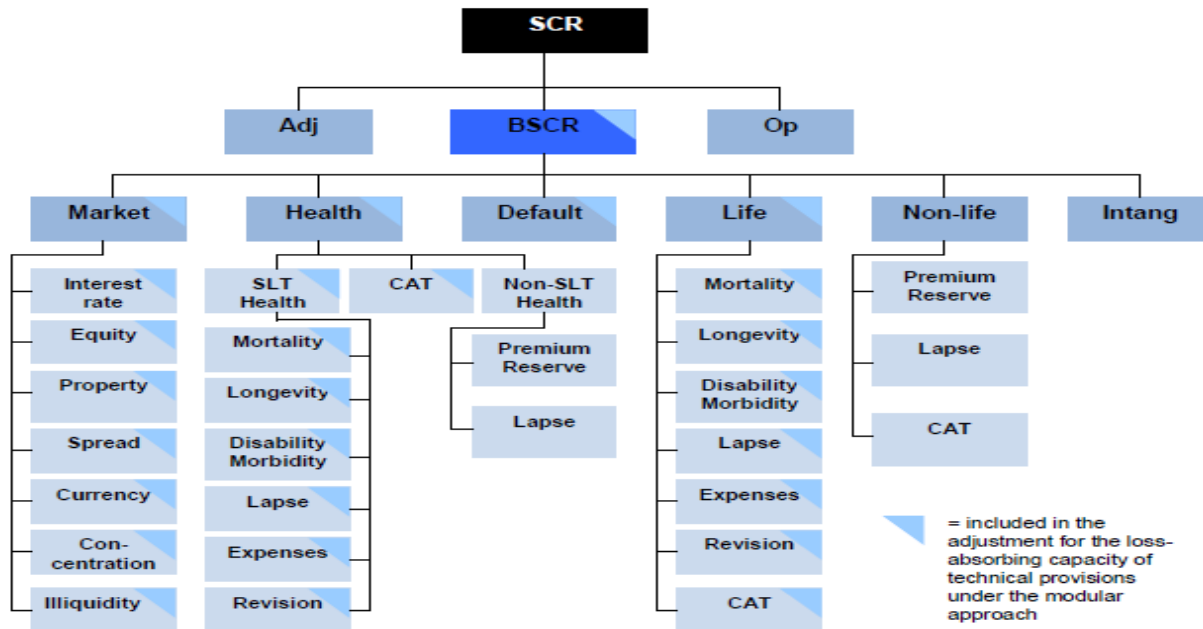 SCR
Adj
BSCR
Op
Market
Health
Default
Life
Non-life
Intang
Interest
rate
Equity
Property
Spread
Currency
Con-
centration
Illiquidity
SLT
Health
Mortality
Longevity
Disability
Morbidity
Lapse
Expenses
Revision
CAT
Non-SLT
Health
Premium
Reserve
Lapse
Mortality
Longevity
Disability
Morbidity
Lapse
Expenses
Revision
CAT
Premium
Reserve
Lapse
CAT
= included in the
adjustment for the loss-
absorbing capacity of
technical provisions
under the modular
approach